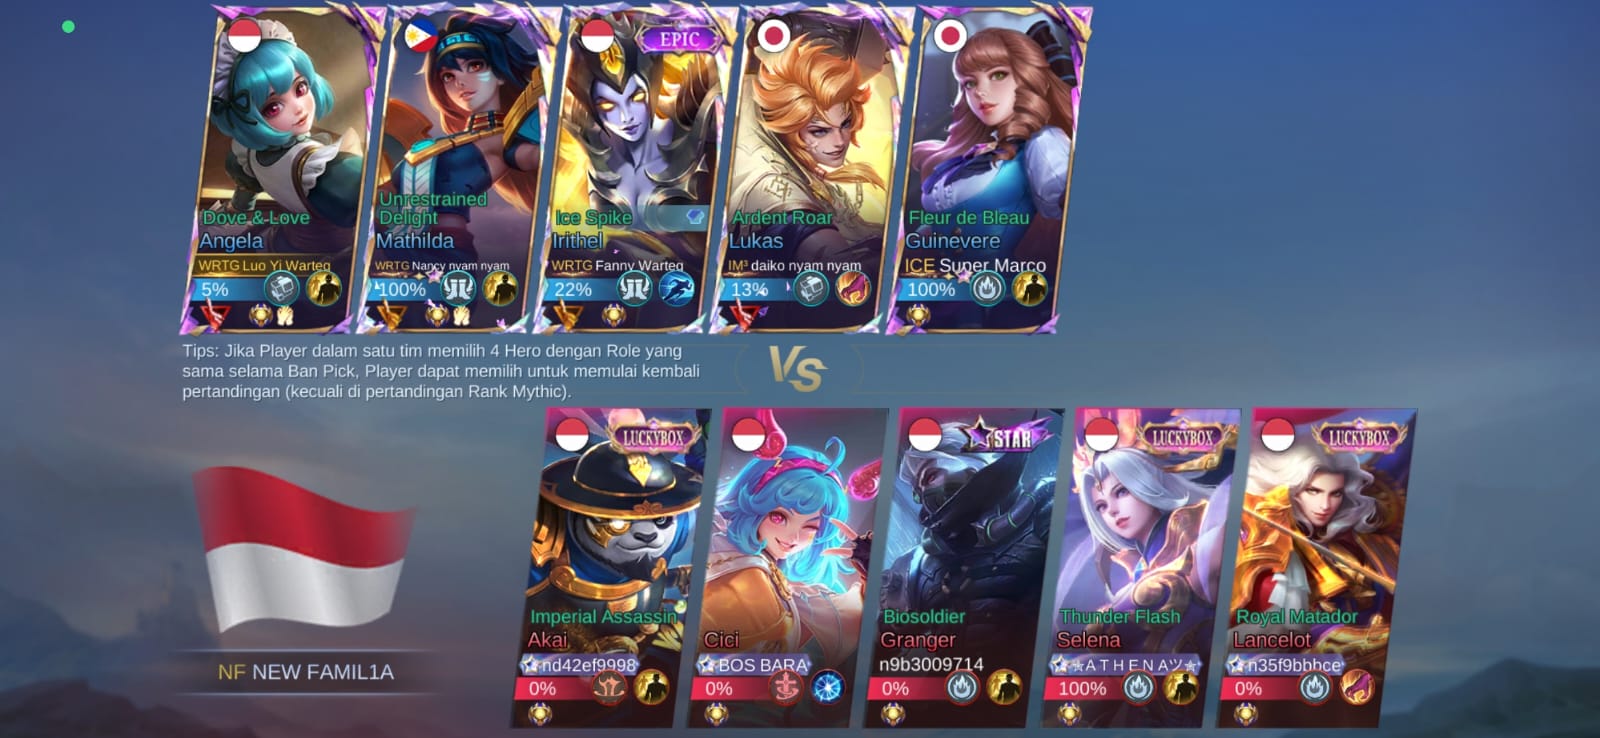 EPIC
Dove & Love
Angela
WRTG Luo Yi Warteg
5%
Unrestrained
Delight
Mathilda
WRTG Nancy nyam nyam
100%
Ice Spike
Irithel
WRTG Fanny Warteg
22%
Ardent Roar
Lukas
IM³ daiko nyam nyam
13%
Fleur de Bleau
Guinevere
ICE Super Marco
100%
Tips: Jika Player dalam satu tim memilih 4 Hero dengan Role yang
sama selama Ban Pick, Player dapat memilih untuk memulai kembali
pertandingan (kecuali di pertandingan Rank Mythic).
VS
NF NEW FAMIL1A
LUCKYBOX
Imperial Assassin
Akai
nd42ef9998
0%
Cici
BOS BARA
0%
STAR
Biosoldier
Granger
n9b3009714
0%
LUCKYBOX
Thunder Flash
Selena
✯A T H E N Aツ✯
100%
LUCKYBOX
Royal Matador
Lancelot
n35f9bbhce
0%